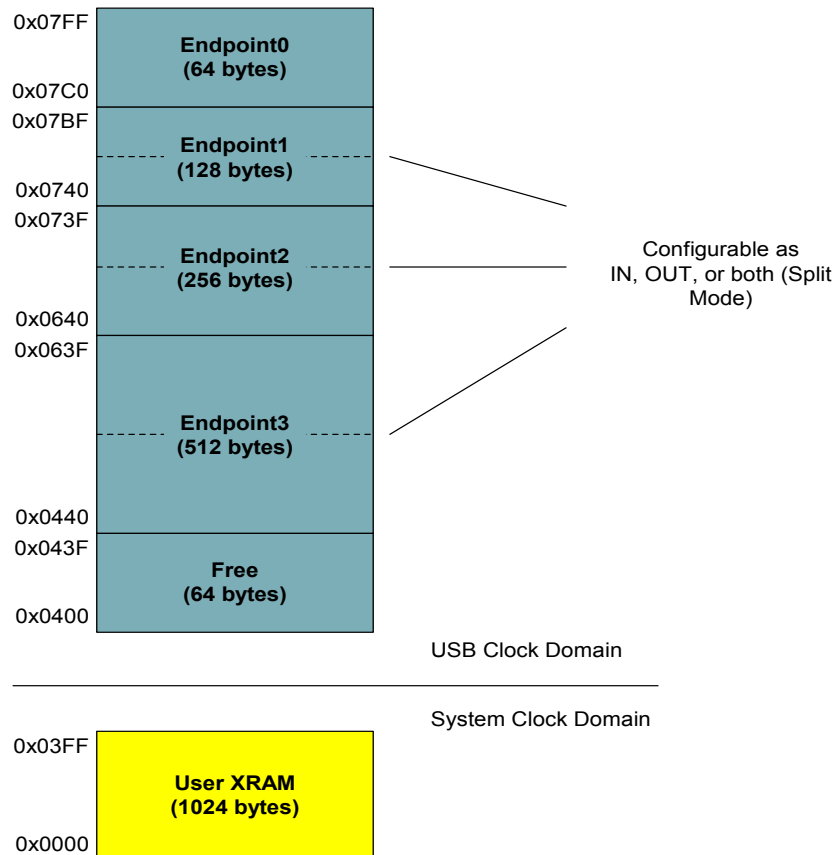 0x07FF
Endpoint0
(64 bytes)
0x07C0
0x07BF
Endpoint1
(128 bytes)
0x0740
0x073F
Endpoint2
(256 bytes)
0x0640
0x063F
Endpoint3
(512 bytes)
0x0440
0x043F
Free
(64 bytes)
0x0400
Configurable as
IN, OUT, or both (Split
Mode)
USB Clock Domain
System Clock Domain
0x03FF
User XRAM
(1024 bytes)
0x0000